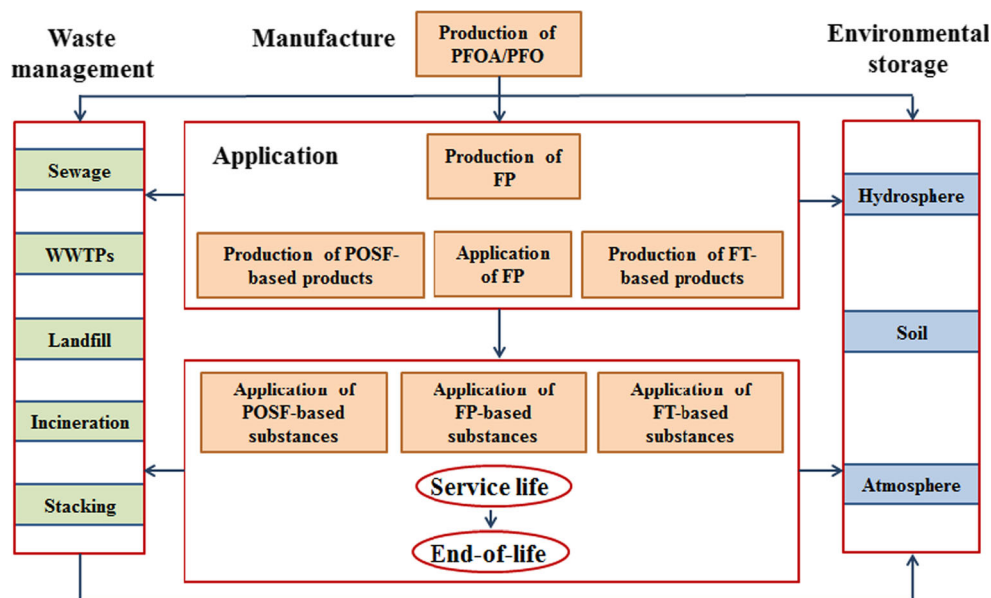 Waste
management
Manufacture
Production of
PFOA/PFO
Environmental
storage
Sewage
WWTPs
Landfill
Incineration
Stacking
Application
Production of
FP
Production of POSF-
based products
Application
of FP
Production of FT-
based products
Application of
POSF-based
substances
Application of
FP-based
substances
Application of
FT-based
substances
Service life
End-of-life
Hydrosphere
Soil
Atmosphere